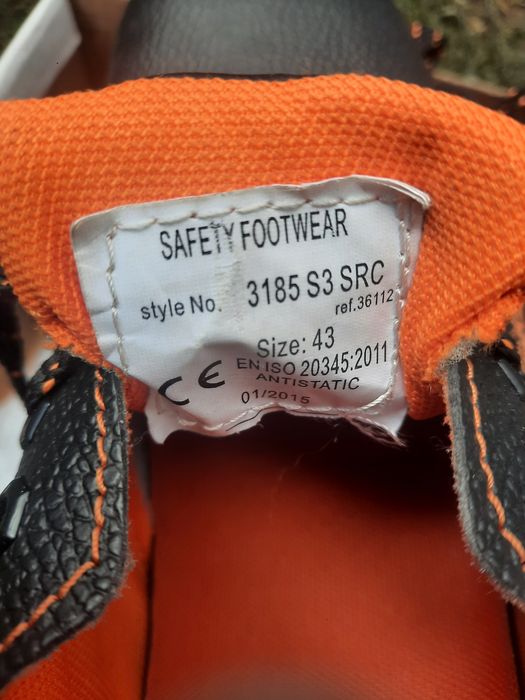 SAFETY FOOTWEAR
style No. 3185 S3 SRC
ref.36112
Size: 43
CE EN ISO 20345:2011
ANTISTATIC
01/2015